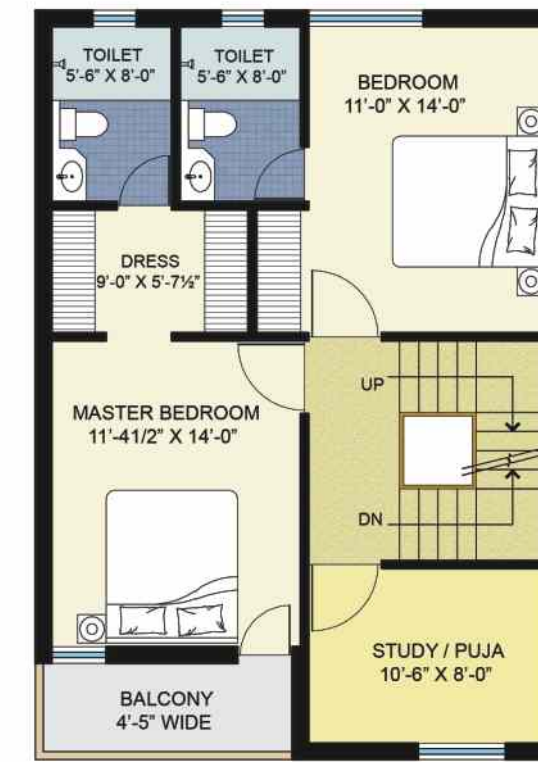 TOILET
5'-6" X 8'-0"
TOILET
5'-6" X 8'-0"
BEDROOM
11'-0" X 14'-0"
DRESS
9'-0" X 5'-7½"
UP
MASTER BEDROOM
11'-41/2" X 14'-0"
DN
STUDY / PUJA
10'-6" X 8'-0"
BALCONY
4'-5" WIDE